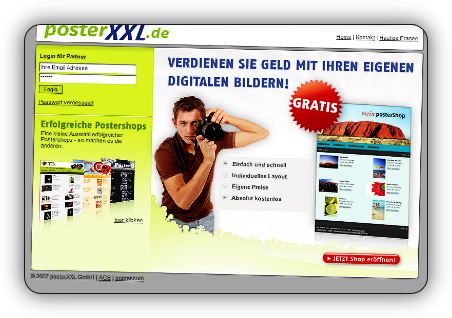 posterXXL.de
Home | Kontakt | Häufige Fragen
Login für Partner
Ihre Email Adresse
******
Login
Passwort vergessen?
Erfolgreiche Postershops
Eine kleine Auswahl erfolgreicher
Postershops - so machen es die
anderen.
hier klicken
VERDIENEN SIE GELD MIT IHREN EIGENEN
DIGITALEN BILDERN!
GRATIS
mein postershop
Einfach und schnell
Individuelles Layout
Eigene Preise
Absolut kostenlos
JETZT Shop eröffnen!
© 2007 posterXXL GmbH | AGB | Impressum